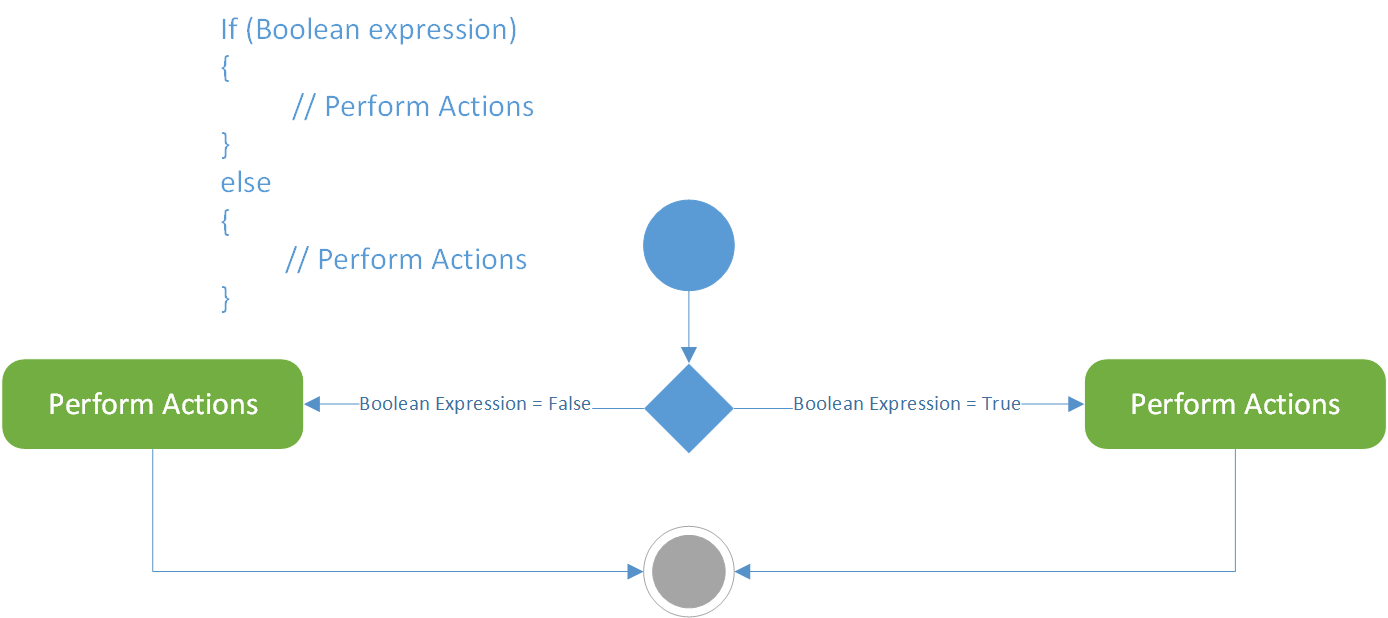 If (Boolean expression)
{
// Perform Actions
}
else
{
// Perform Actions
}
Perform Actions
Boolean Expression = False
Boolean Expression = True
Perform Actions